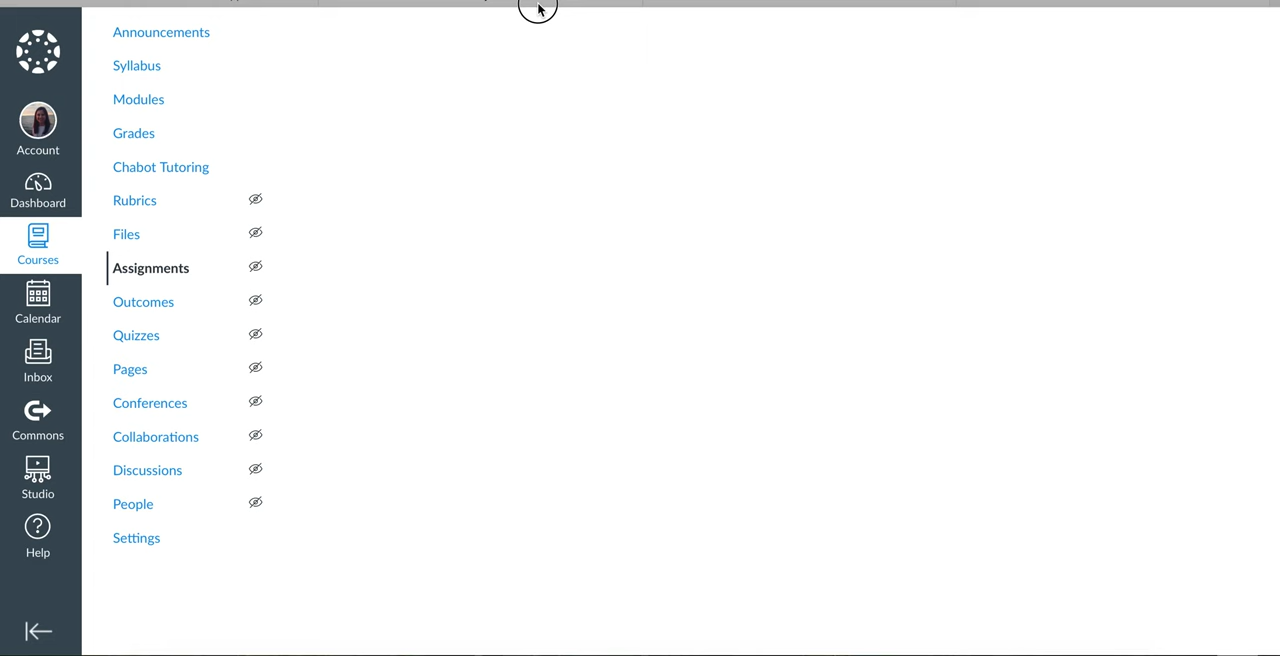 Announcements
Syllabus
Modules
Grades
Chabot Tutoring
Rubrics
Files
Assignments
Outcomes
Quizzes
Pages
Conferences
Collaborations
Discussions
People
Settings
Account
Dashboard
Courses
Calendar
Inbox
Commons
Studio
Help